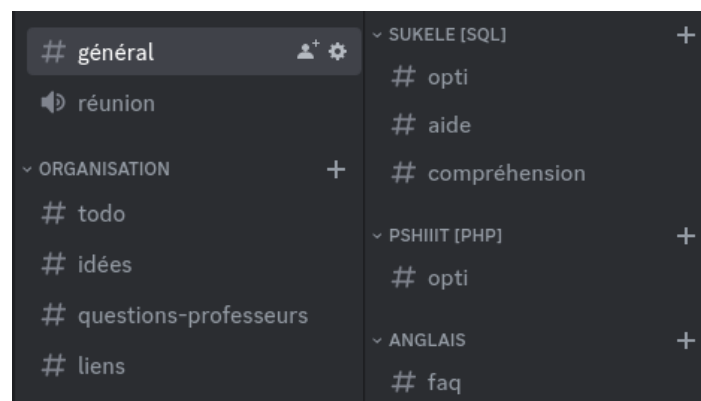 # général
réunion
ORGANISATION
# todo
# idées
# questions-professeurs
# liens
SUKELE [SQL]
# opti
# aide
# compréhension
PSHIIIT [PHP]
# opti
ANGLAIS
# faq